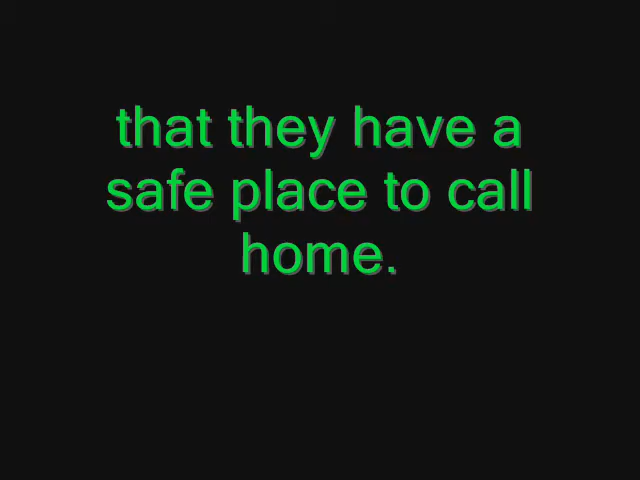 that they have a
safe place to call
home.